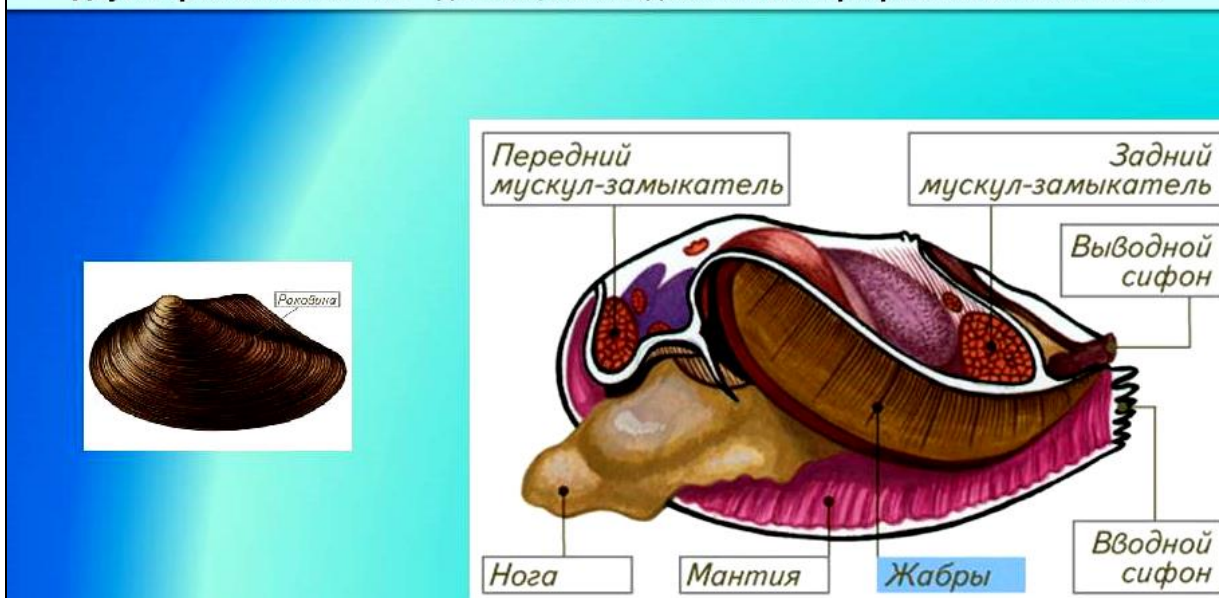 Передний
мускул-замыкатель
Задний
мускул-замыкатель
Выводной
сифон
Раковина
Нога
Мантия
Жабры
Вводной
сифон